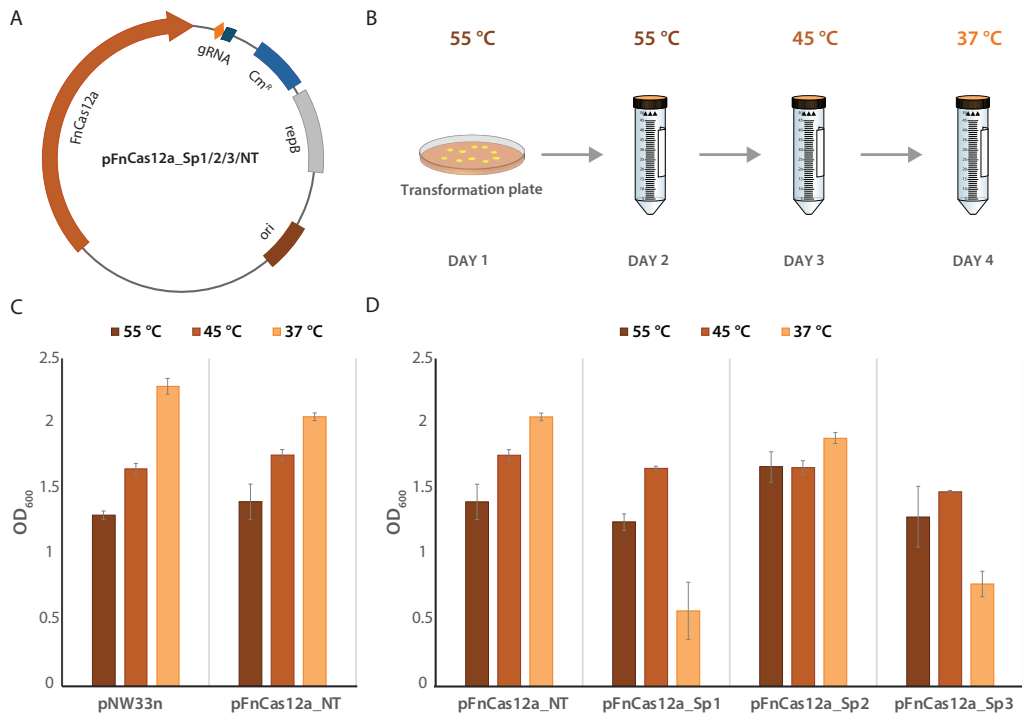 A
FnCas12a
gRNA
Cmᴿ
repB
ori
pFnCas12a_Sp1/2/3/NT
B
55 °C 55 °C 45 °C 37 °C
Transformation plate
DAY 1 DAY 2 DAY 3 DAY 4
C
55 °C 45 °C 37 °C
OD₆₀₀
2.5
2
1.5
1
0.5
0
pNW33n pFnCas12a_NT
D
55 °C 45 °C 37 °C
OD₆₀₀
2.5
2
1.5
1
0.5
0
pFnCas12a_NT pFnCas12a_Sp1 pFnCas12a_Sp2 pFnCas12a_Sp3